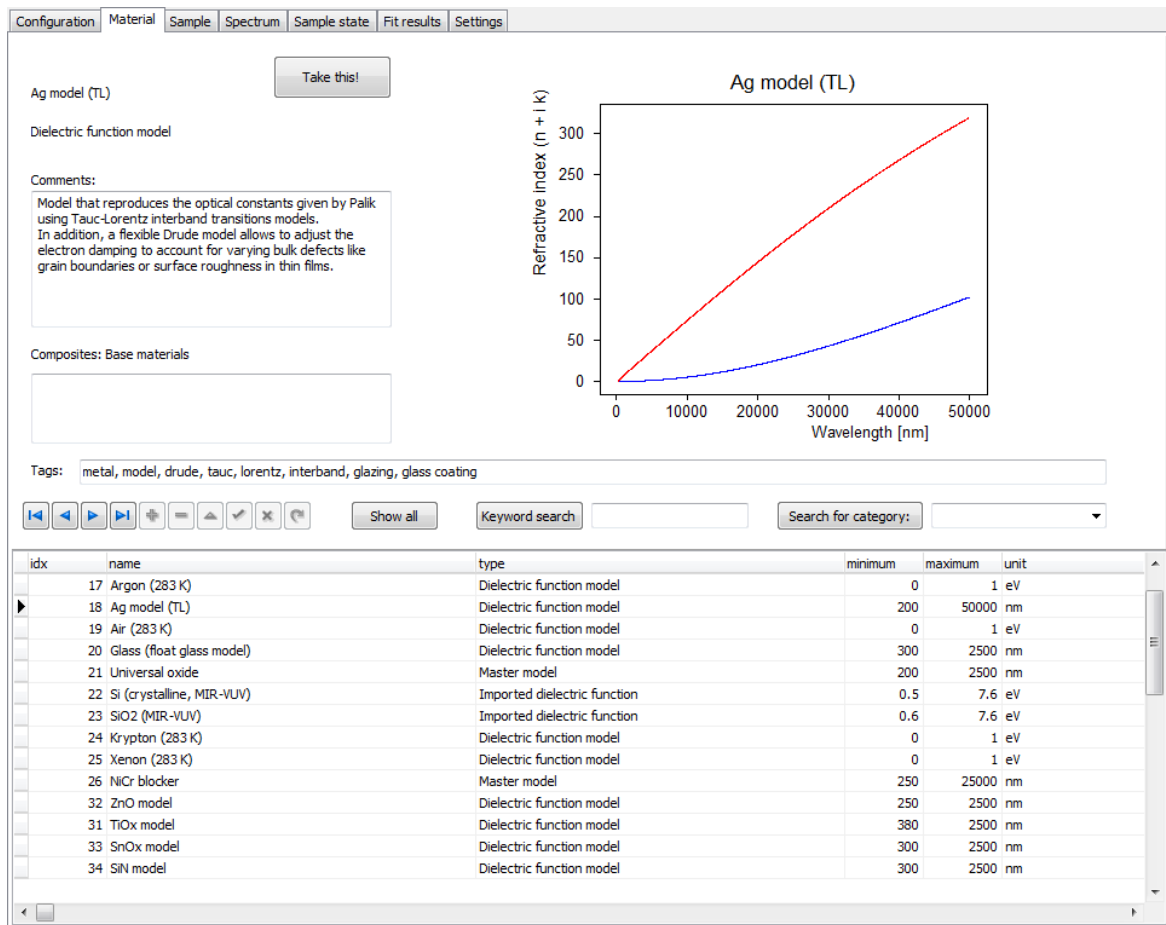 Configuration Material Sample Spectrum Sample state Fit results Settings
Take this!
Ag model (TL)
Dielectric function model
Comments:
Model that reproduces the optical constants given by Palik
using Tauc-Lorentz interband transitions models.
In addition, a flexible Drude model allows to adjust the
electron damping to account for varying bulk defects like
grain boundaries or surface roughness in thin films.
Composites: Base materials
Ag model (TL)
Refractive index (n + i k)
300
250
200
150
100
50
0
0 10000 20000 30000 40000 50000
Wavelength [nm]
Tags: metal, model, drude, tauc, lorentz, interband, glazing, glass coating
Show all Keyword search Search for category:
idx name type minimum maximum unit
17 Argon (283 K) Dielectric function model 0 1 eV
18 Ag model (TL) Dielectric function model 200 50000 nm
19 Air (283 K) Dielectric function model 0 1 eV
20 Glass (float glass model) Dielectric function model 300 2500 nm
21 Universal oxide Master model 200 2500 nm
22 Si (crystalline, MIR-VUV) Imported dielectric function 0.5 7.6 eV
23 SiO2 (MIR-VUV) Imported dielectric function 0.6 7.6 eV
24 Krypton (283 K) Dielectric function model 0 1 eV
25 Xenon (283 K) Dielectric function model 0 1 eV
26 NiCr blocker Master model 250 25000 nm
32 ZnO model Dielectric function model 250 2500 nm
31 TiOx model Dielectric function model 380 2500 nm
33 SnOx model Dielectric function model 300 2500 nm
34 SiN model Dielectric function model 300 2500 nm